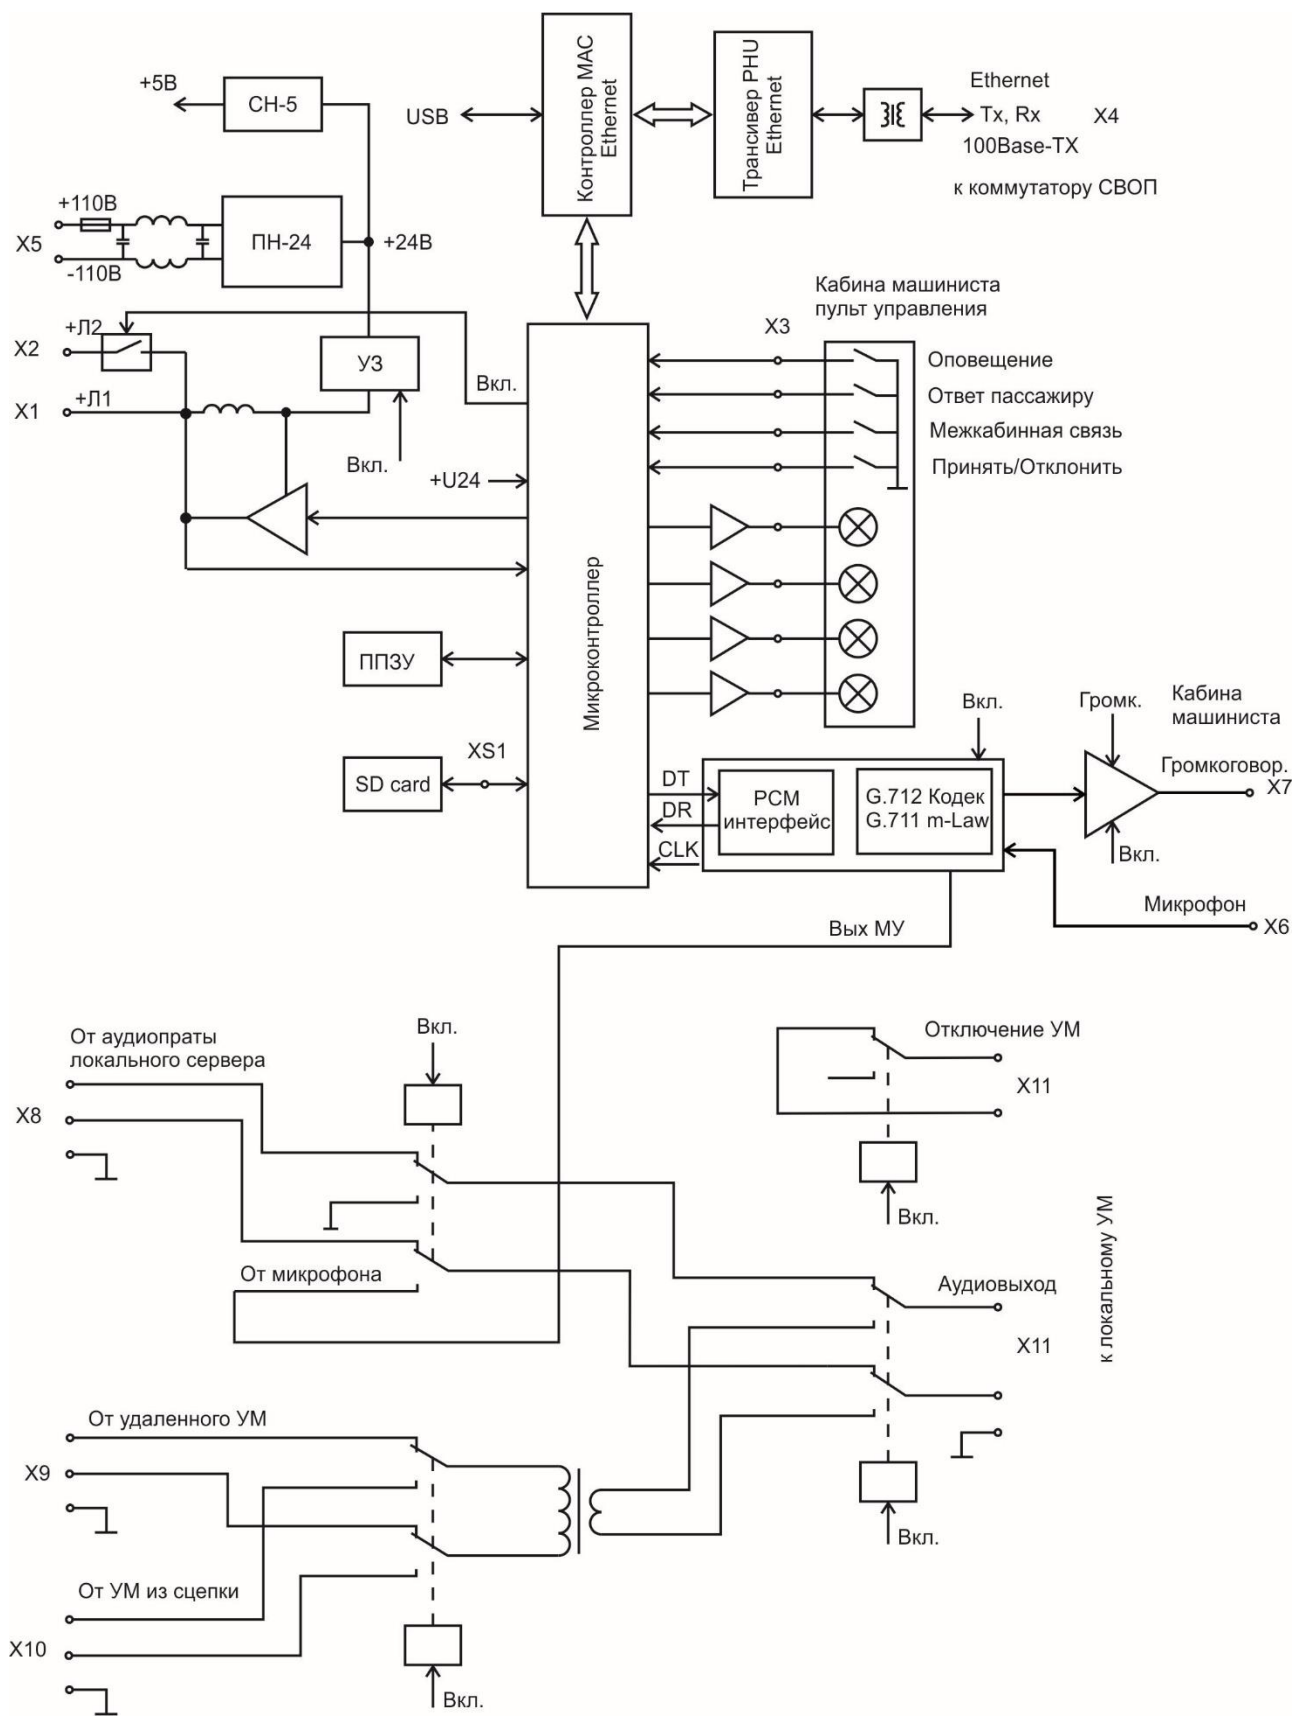 +5В
СН-5
USB
Контроллер MAC
Ethernet
Трансивер PHU
Ethernet
Ethernet
Tx, Rx
X4
100Base-TX
к коммутатору СВОП
+110В
X5
ПН-24
+24В
-110В
Кабина машиниста
пульт управления
X3
+Л2
X2
УЗ
Вкл.
Оповещение
+Л1
X1
Ответ пассажиру
Межкабинная связь
Вкл.
Принять/Отклонить
+U24
Микроконтроллер
ППЗУ
XS1
SD card
Вкл.
Громк.
Кабина
машиниста
Громкоговор.
X7
DT
DR
CLK
PCM
интерфейс
G.712 Кодек
G.711 m-Law
Вкл.
Микрофон
X6
Вых МУ
От аудиопраты
локального сервера
Вкл.
Отключение УМ
X11
X8
Вкл.
От микрофона
Аудиовыход
X11
к локальному УМ
От удаленного УМ
X9
Вкл.
От УМ из сцепки
X10
Вкл.